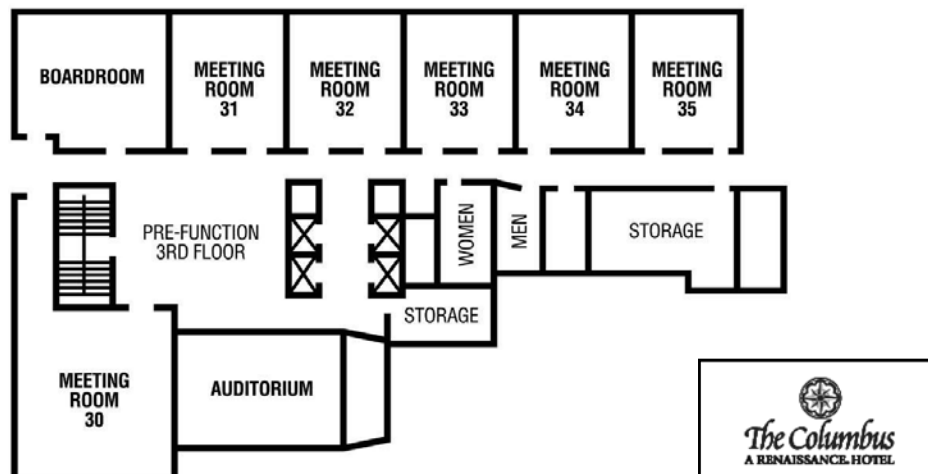 BOARDROOM
MEETING
ROOM
31
MEETING
ROOM
32
MEETING
ROOM
33
MEETING
ROOM
34
MEETING
ROOM
35
PRE-FUNCTION
3RD FLOOR
WOMEN
MEN
STORAGE
STORAGE
MEETING
ROOM
30
AUDITORIUM
The Columbus
A RENAISSANCE HOTEL